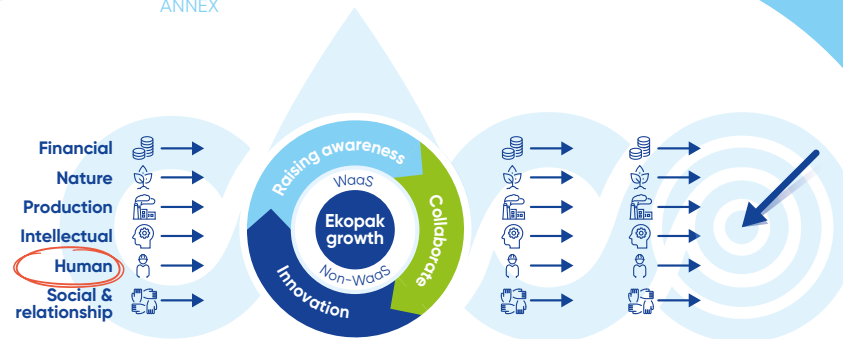 ANNEX
Financial
Nature
Production
Intellectual
Human
Social &
relationship
Raising awareness
WaaS
Ekopak
growth
Non-WaaS
Collaborate
Innovation